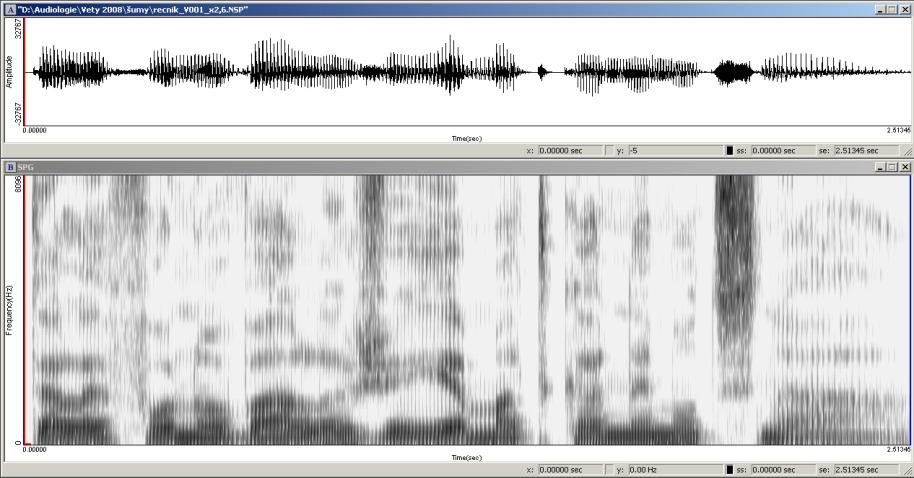 A "D:\Audiologie\Vety 2008\šumy\recnik_V001_x2,6.NSP"
32767
Amplitude
-32767
0.00000 2.51345
Time(sec)
x: 0.00000 sec y: -5 ss: 0.00000 sec se: 2.51345 sec
B SPG
8096
Frequency(Hz)
0
0.00000 2.51345
Time(sec)
x: 0.00000 sec y: 0.00 Hz ss: 0.00000 sec se: 2.51345 sec